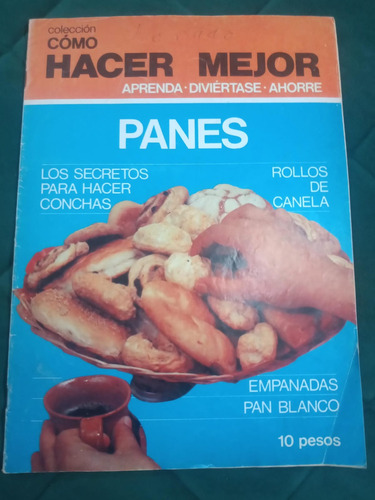 colección
CÓMO
HACER MEJOR
APRENDA · DIVIÉRTASE · AHORRE
PANES
LOS SECRETOS
PARA HACER
CONCHAS
ROLLOS
DE
CANELA
EMPANADAS
PAN BLANCO
10 pesos